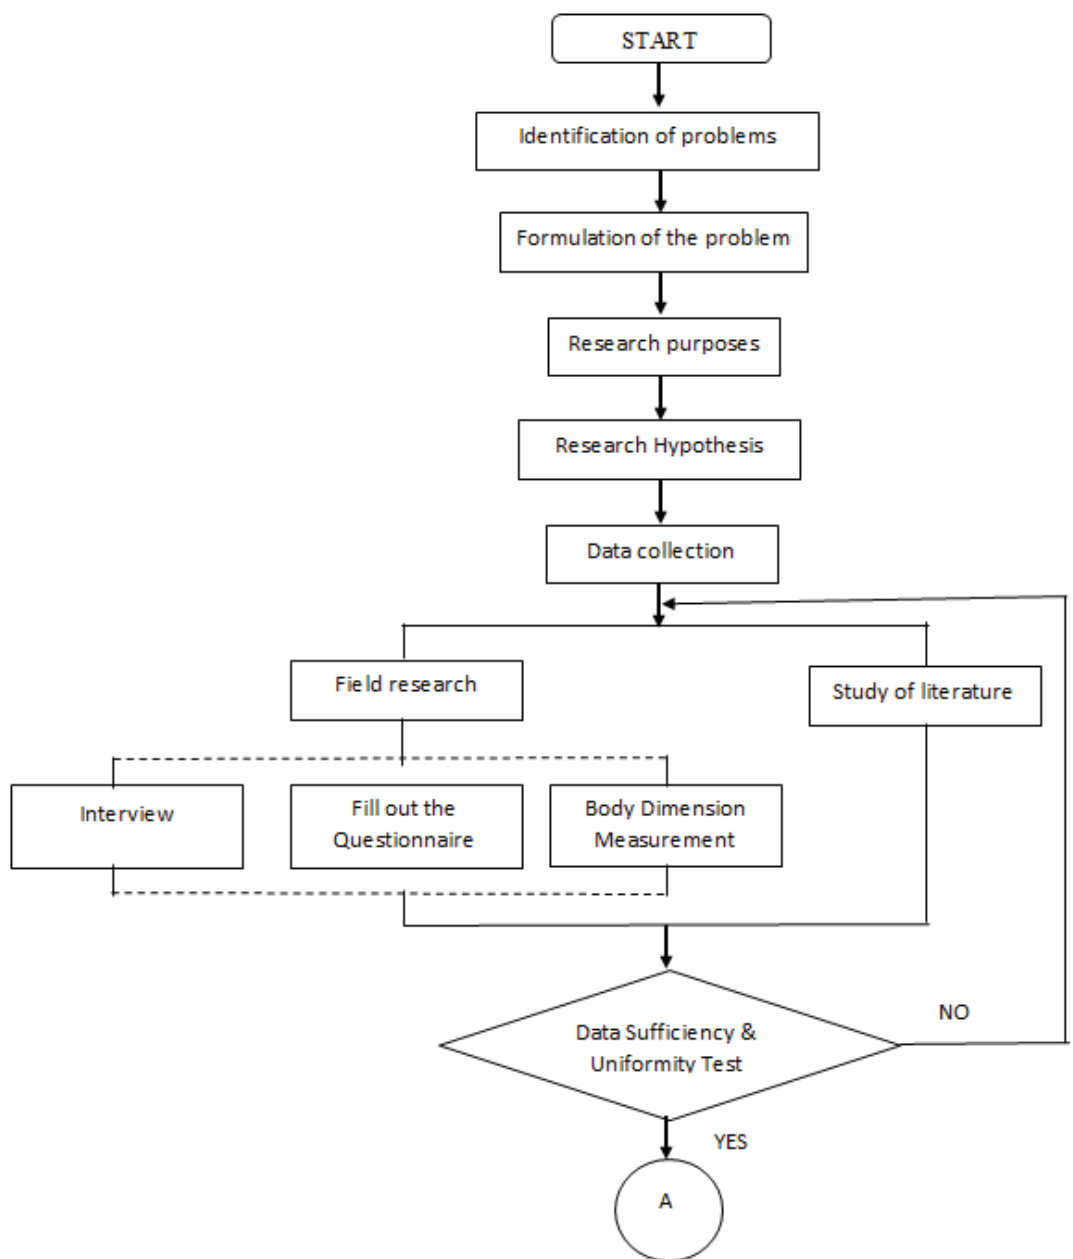 START
Identification of problems
Formulation of the problem
Research purposes
Research Hypothesis
Data collection
Field research
Study of literature
Interview
Fill out the
Questionnaire
Body Dimension
Measurement
Data Sufficiency &
Uniformity Test
NO
YES
A